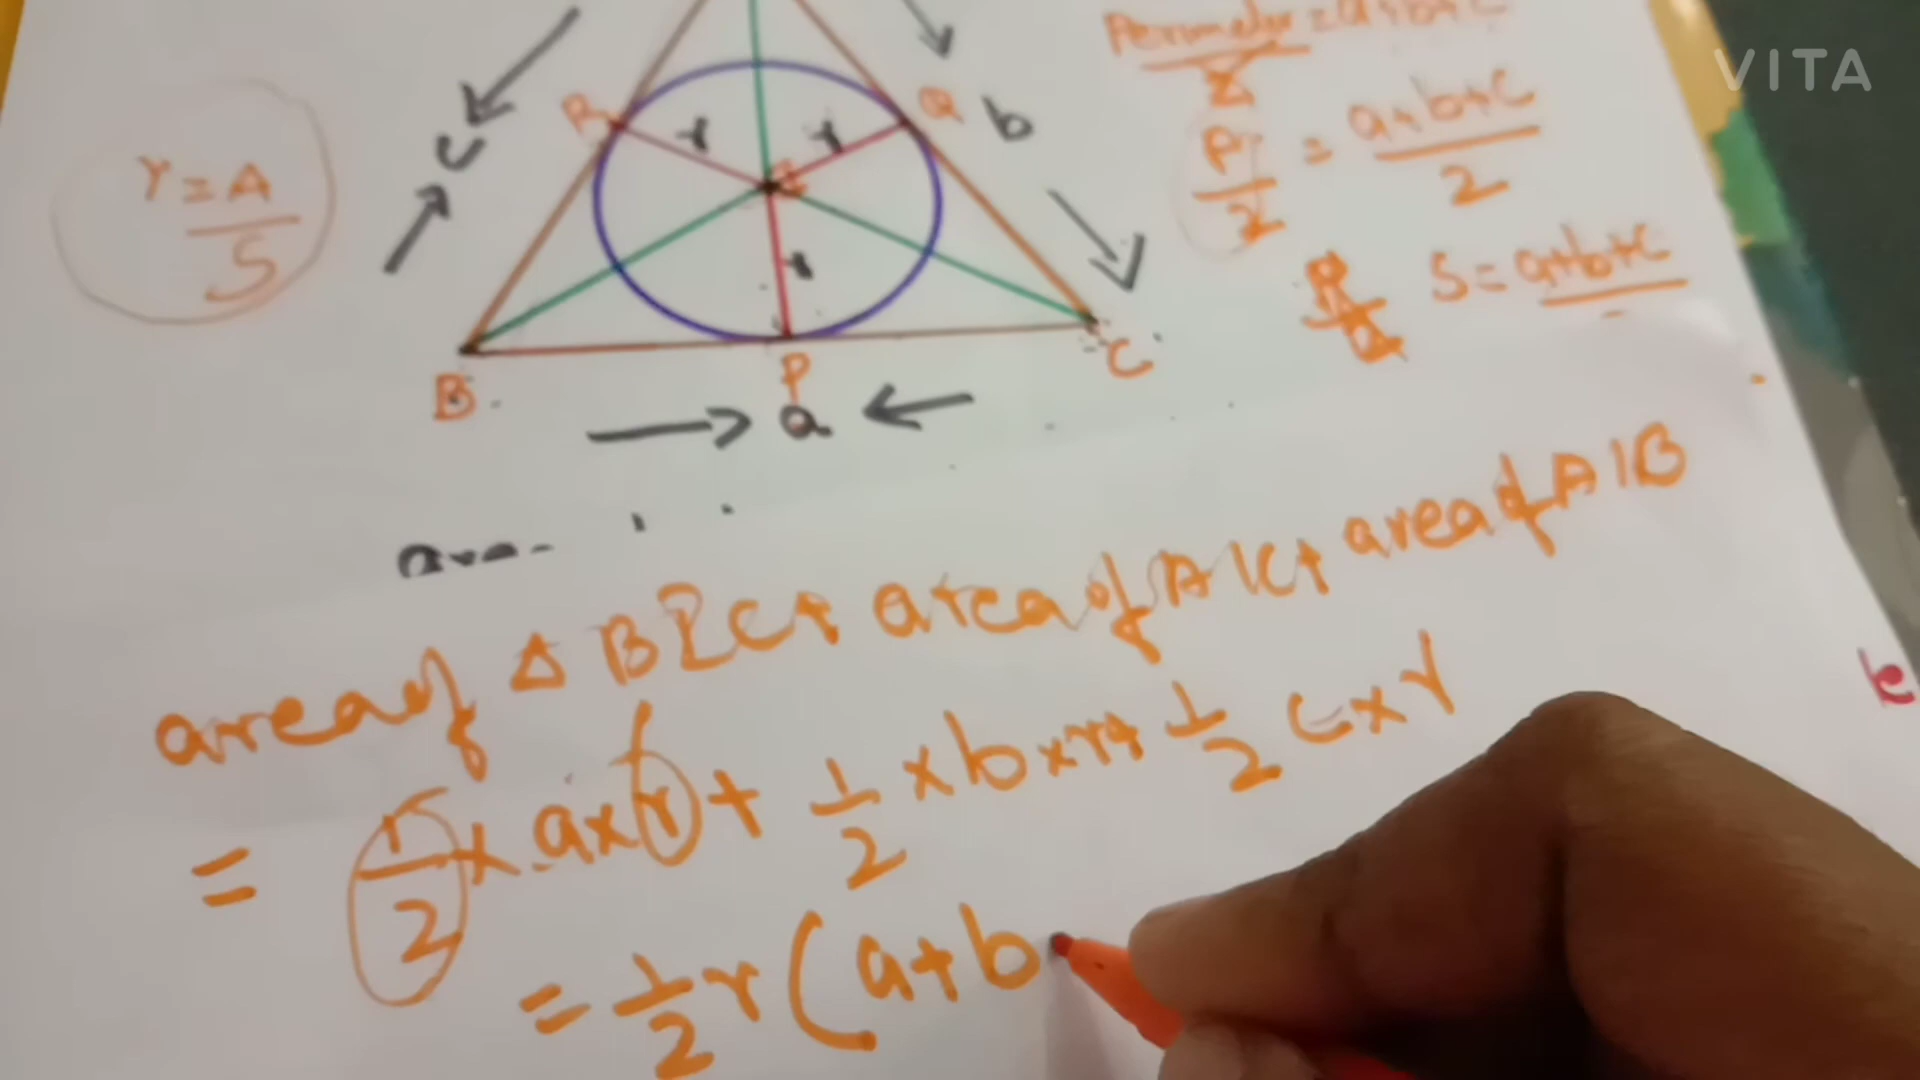 Perimeter = a+b+c
VITA
P/2 = a+b+c/2
S = a+b+c
r = A/S
R r r Q b
c
I
r
B P C
a
area of Δ BIC + area of AIC + area of AIB
= 1/2 × a × r + 1/2 × b × r + 1/2 c × r
= 1/2 r ( a + b